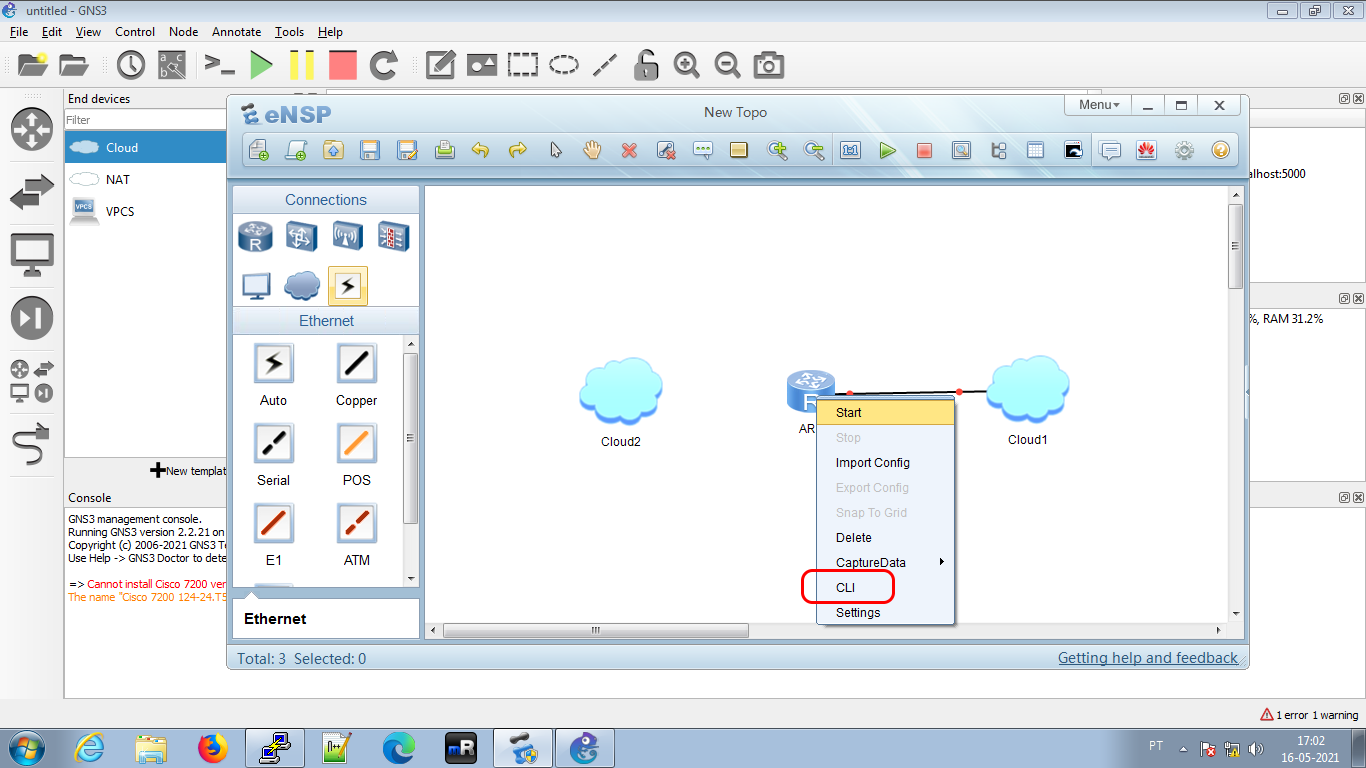 untitled - GNS3
File Edit View Control Node Annotate Tools Help
End devices
Filter
Cloud
NAT
VPCS
VPCS
New templat
Console
GNS3 management console.
Running GNS3 version 2.2.21 on
Copyright (c) 2006-2021 GNS3 Te
Use Help -> GNS3 Doctor to dete
=> Cannot install Cisco 7200 ver
The name "Cisco 7200 124-24.T5
eNSP
New Topo
Menu
Connections
R
Ethernet
Auto
Copper
Serial
POS
E1
ATM
Ethernet
Cloud2
R
AR
Cloud1
Start
Stop
Import Config
Export Config
Snap To Grid
Delete
CaptureData
CLI
Settings
Total: 3 Selected: 0
Getting help and feedback
alhost:5000
%, RAM 31.2%
1 error 1 warning
mR
PT
17:02
16-05-2021